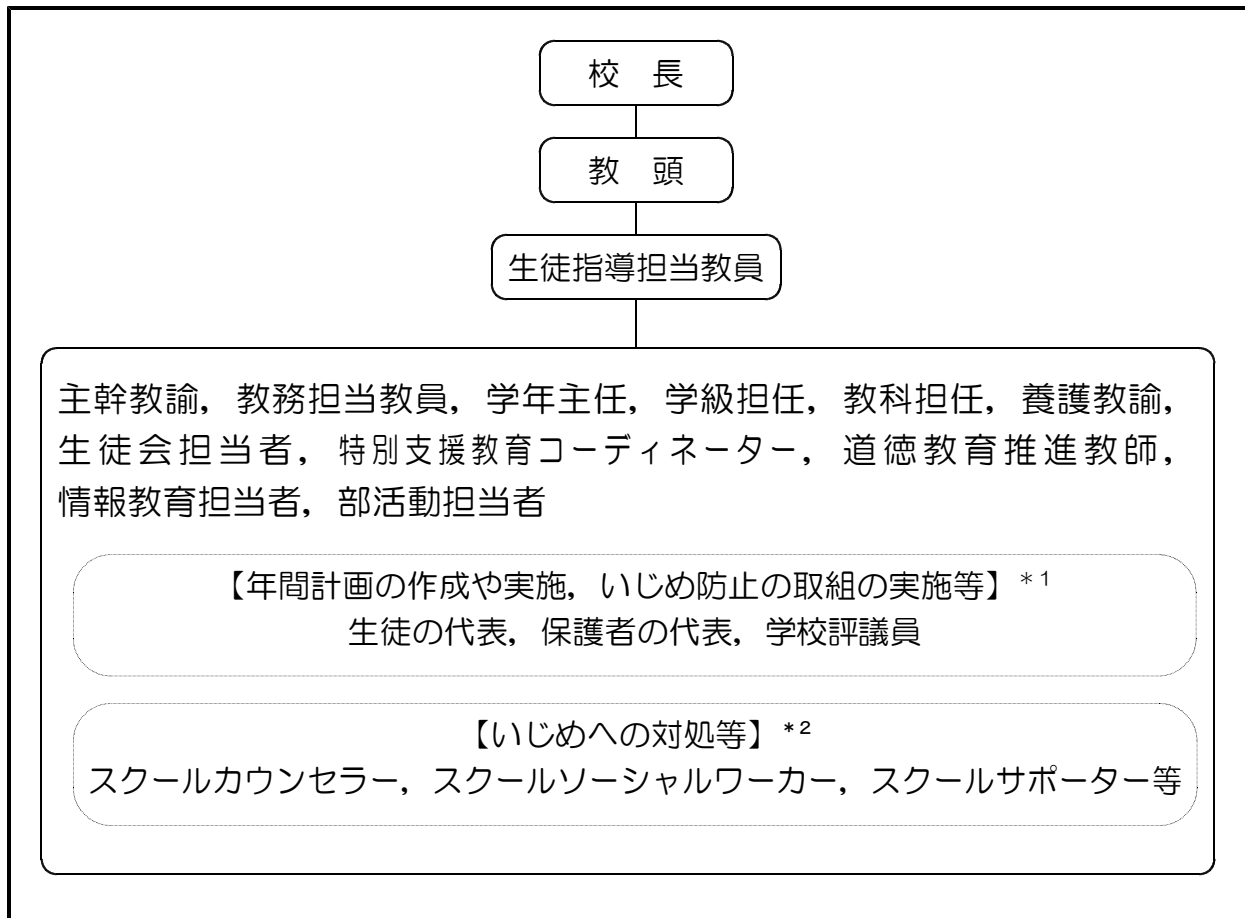 校　長
教　頭
生徒指導担当教員
主幹教諭，教務担当教員，学年主任，学級担任，教科担任，養護教諭，
生徒会担当者，特別支援教育コーディネーター，道徳教育推進教師，
情報教育担当者，部活動担当者
【年間計画の作成や実施，いじめ防止の取組の実施等】＊1
生徒の代表，保護者の代表，学校評議員
【いじめへの対処等】*2
スクールカウンセラー，スクールソーシャルワーカー，スクールサポーター等